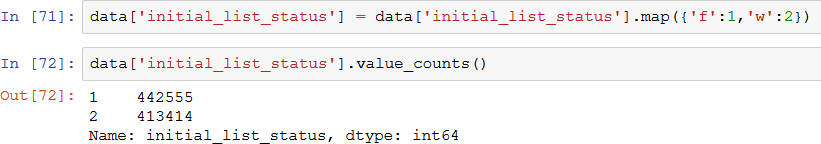 In [71]: data['initial_list_status'] = data['initial_list_status'].map({'f':1,'w':2})
In [72]: data['initial_list_status'].value_counts()
Out[72]: 1    442555
2    413414
Name: initial_list_status, dtype: int64